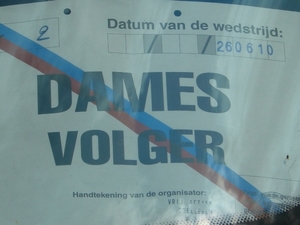 2
Datum van de wedstrijd:
/ / 260610
DAMES
VOLGER
Handtekening van de organisator: